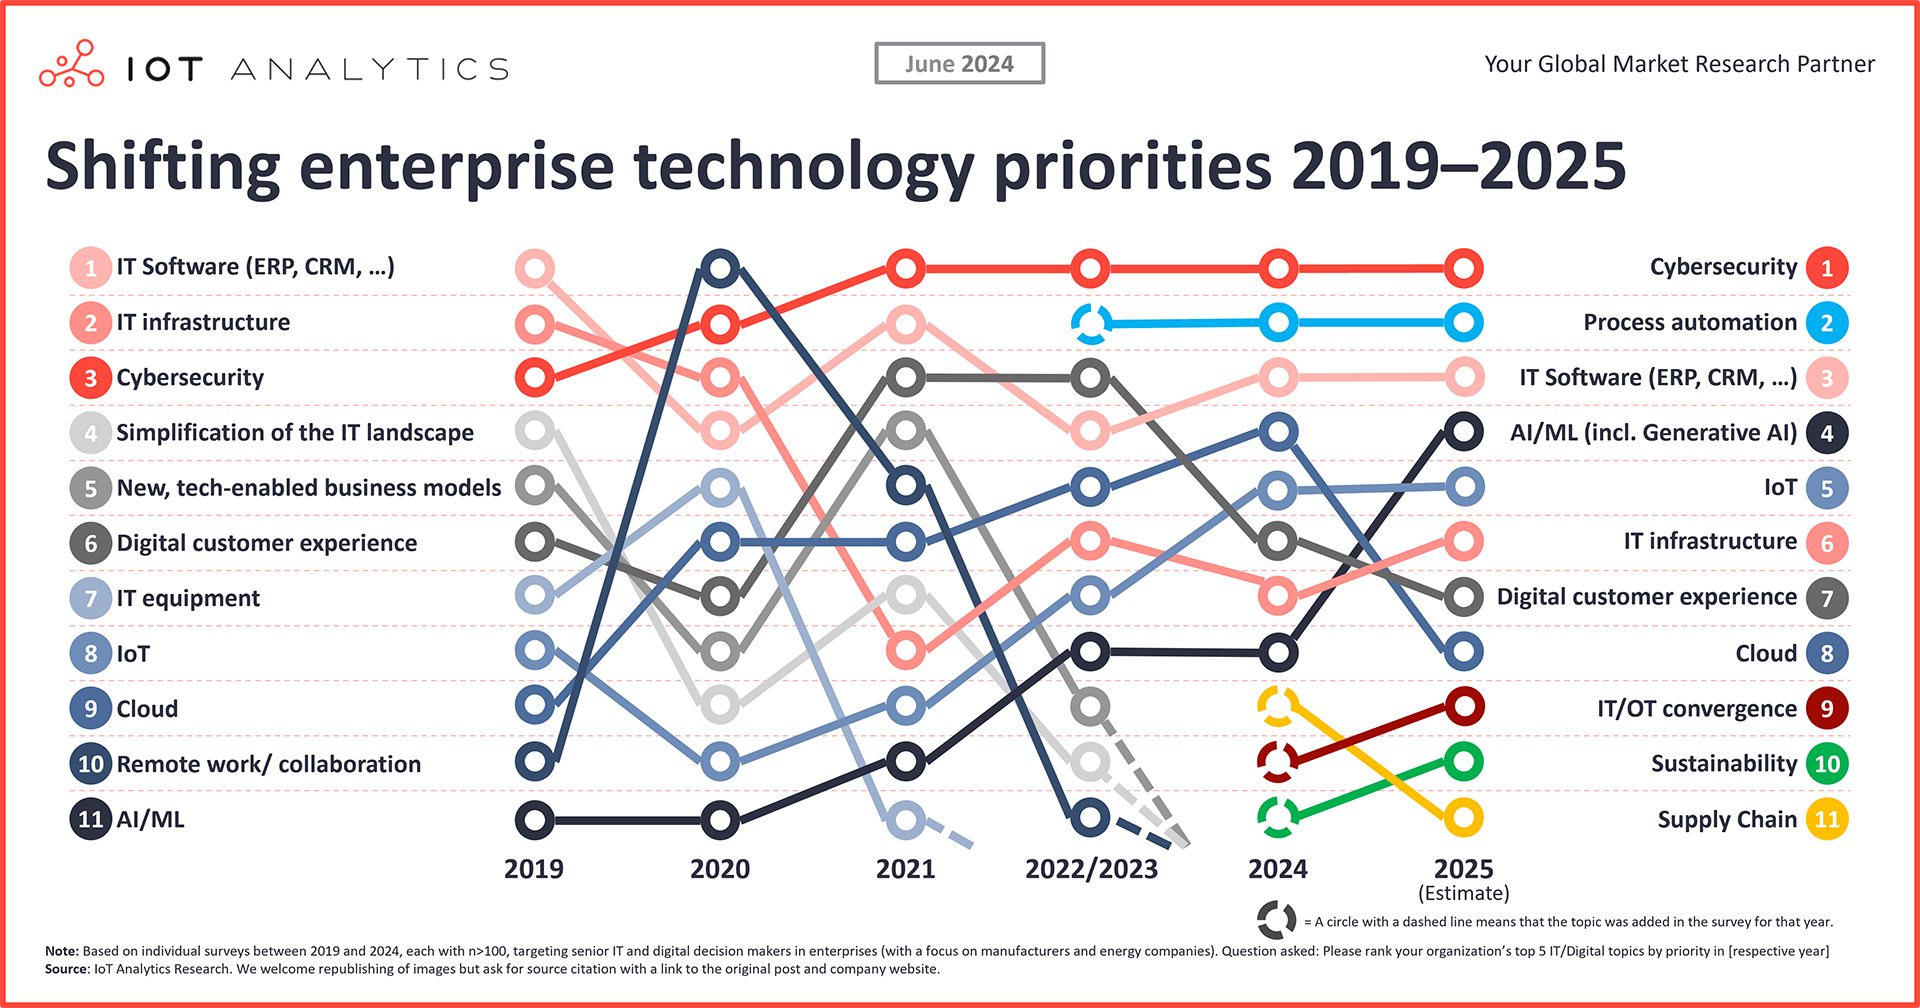 IOT ANALYTICS
June 2024
Your Global Market Research Partner
Shifting enterprise technology priorities 2019–2025
1 IT Software (ERP, CRM, ...)
2 IT infrastructure
3 Cybersecurity
4 Simplification of the IT landscape
5 New, tech-enabled business models
6 Digital customer experience
7 IT equipment
8 IoT
9 Cloud
10 Remote work/ collaboration
11 AI/ML
Cybersecurity 1
Process automation 2
IT Software (ERP, CRM, ...) 3
AI/ML (incl. Generative AI) 4
IoT 5
IT infrastructure 6
Digital customer experience 7
Cloud 8
IT/OT convergence 9
Sustainability 10
Supply Chain 11
2019 2020 2021 2022/2023 2024 2025
(Estimate)
= A circle with a dashed line means that the topic was added in the survey for that year.
Note: Based on individual surveys between 2019 and 2024, each with n>100, targeting senior IT and digital decision makers in enterprises (with a focus on manufacturers and energy companies). Question asked: Please rank your organization's top 5 IT/Digital topics by priority in [respective year]
Source: IoT Analytics Research. We welcome republishing of images but ask for source citation with a link to the original post and company website.